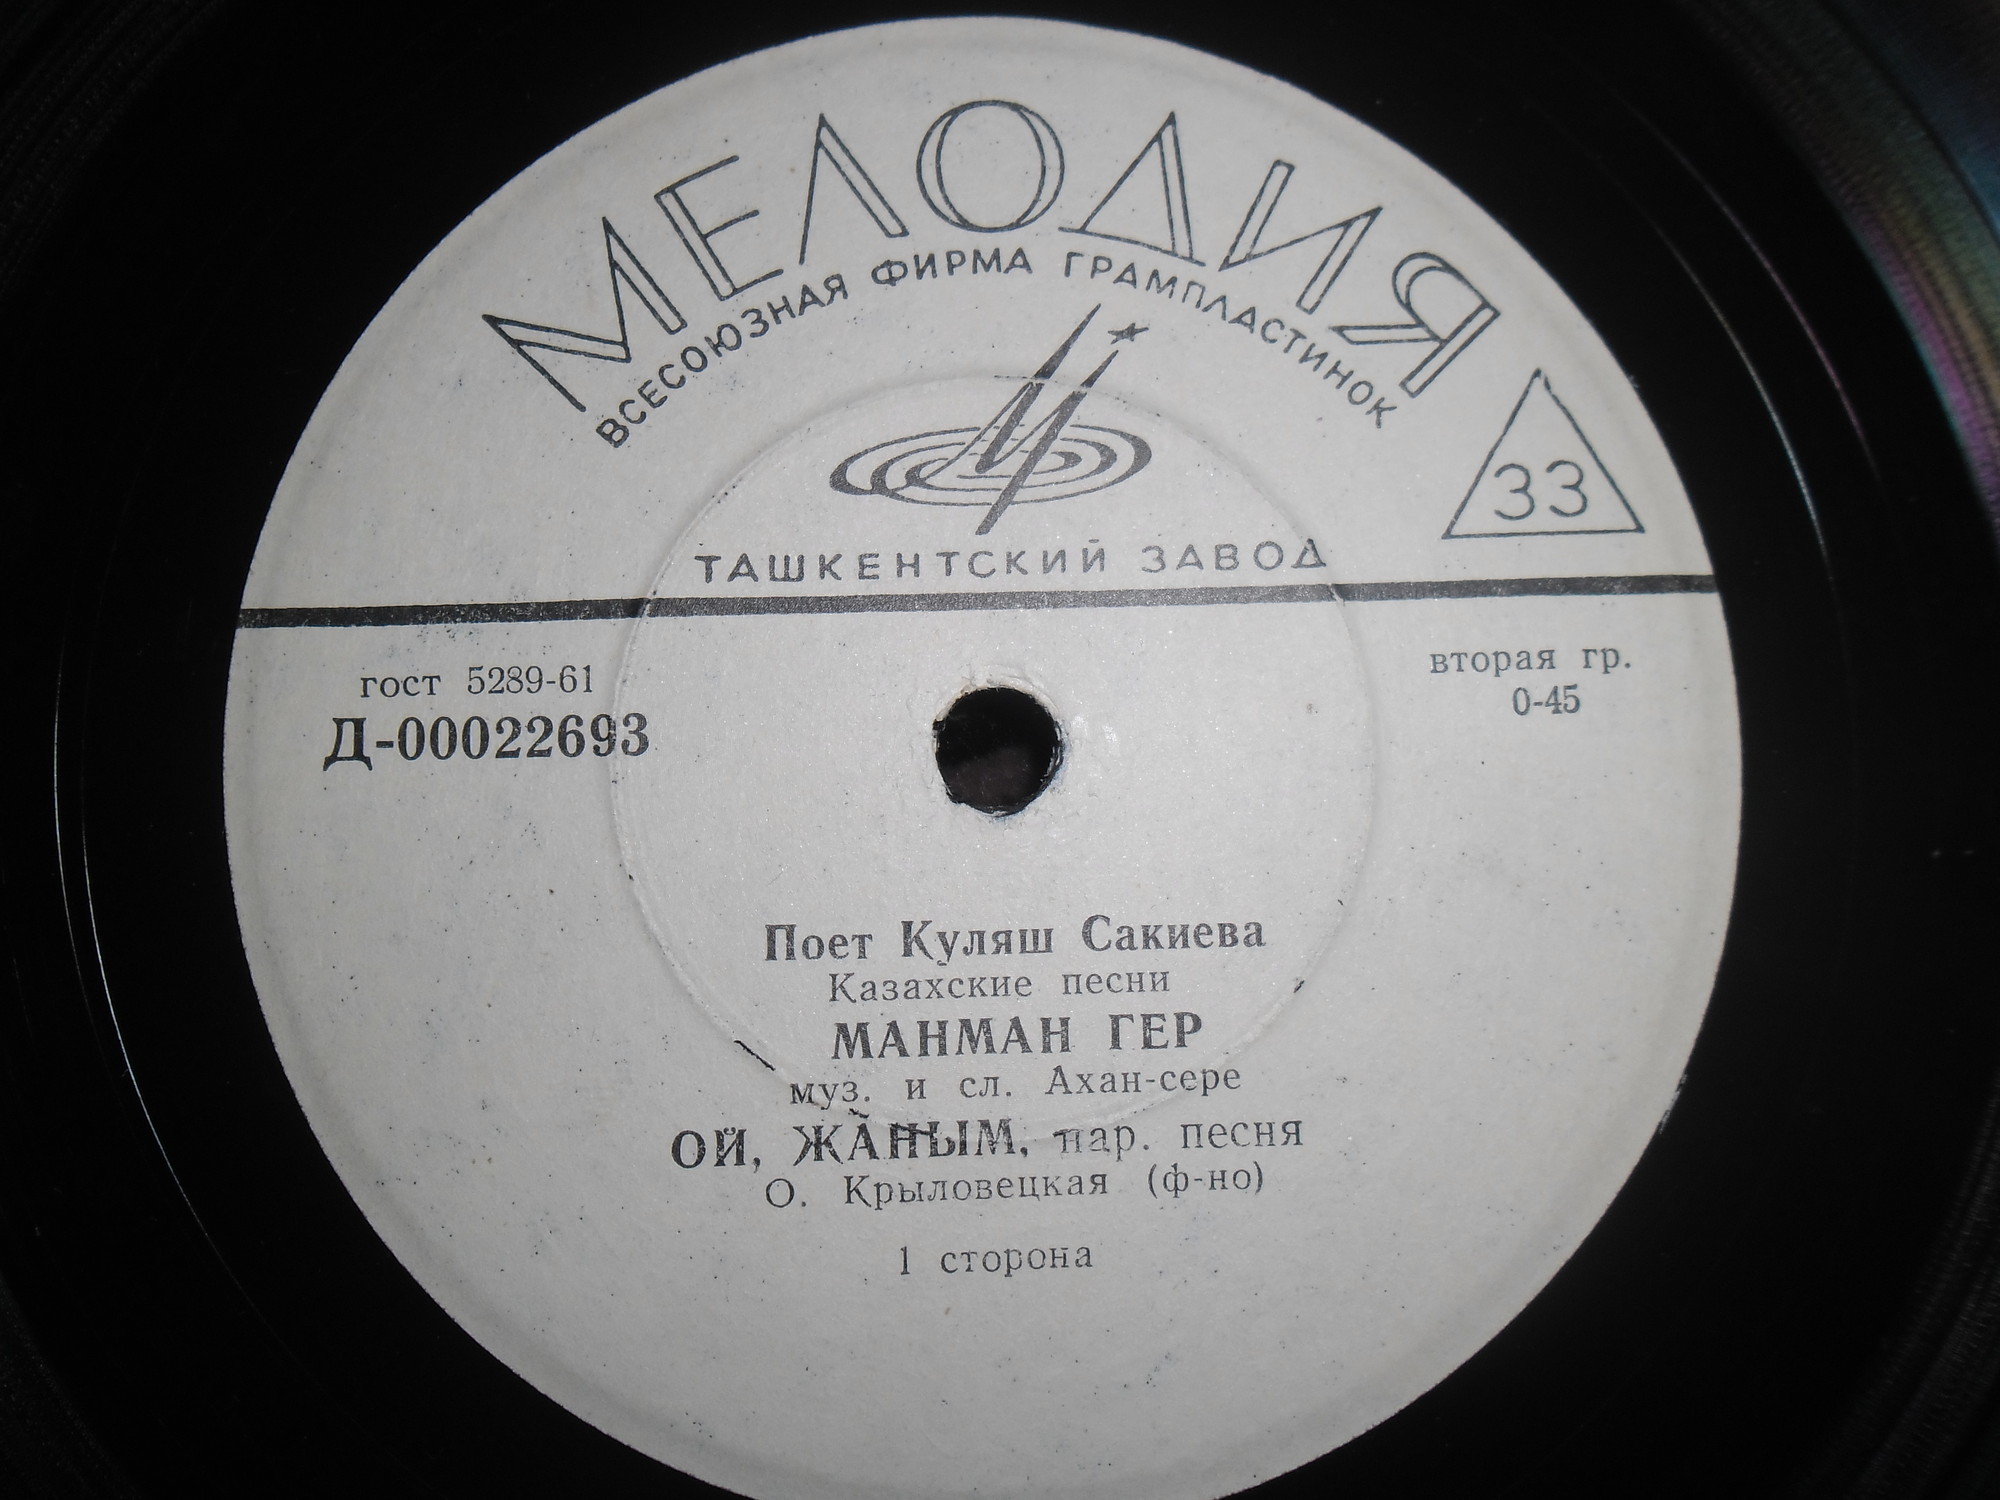 МЕЛОДИЯ
ВСЕСОЮЗНАЯ ФИРМА ГРАМПЛАСТИНОК
33
ТАШКЕНТСКИЙ ЗАВОД
гост 5289-61
Д-00022693
вторая гр.
0-45
Поет Куляш Сакиева
Казахские песни
МАНМАН ГЕР
муз. и сл. Ахан-сере
ОЙ, ЖАНЫМ, нар. песня
О. Крыловецкая (ф-но)
1 сторона